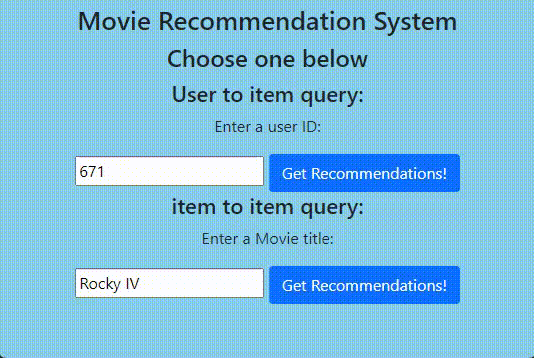 Movie Recommendation System
Choose one below
User to item query:
Enter a user ID:
671 Get Recommendations!
item to item query:
Enter a Movie title:
Rocky IV Get Recommendations!